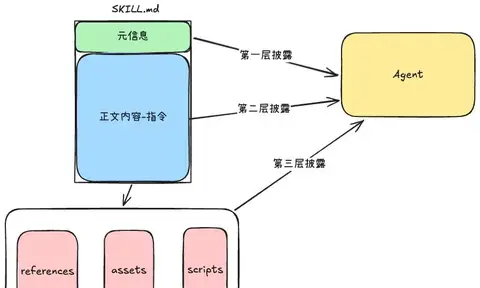 SKILL.md
元信息
第一层披露
Agent
第二层披露
正文内容-指令
第三层披露
references
assets
scripts